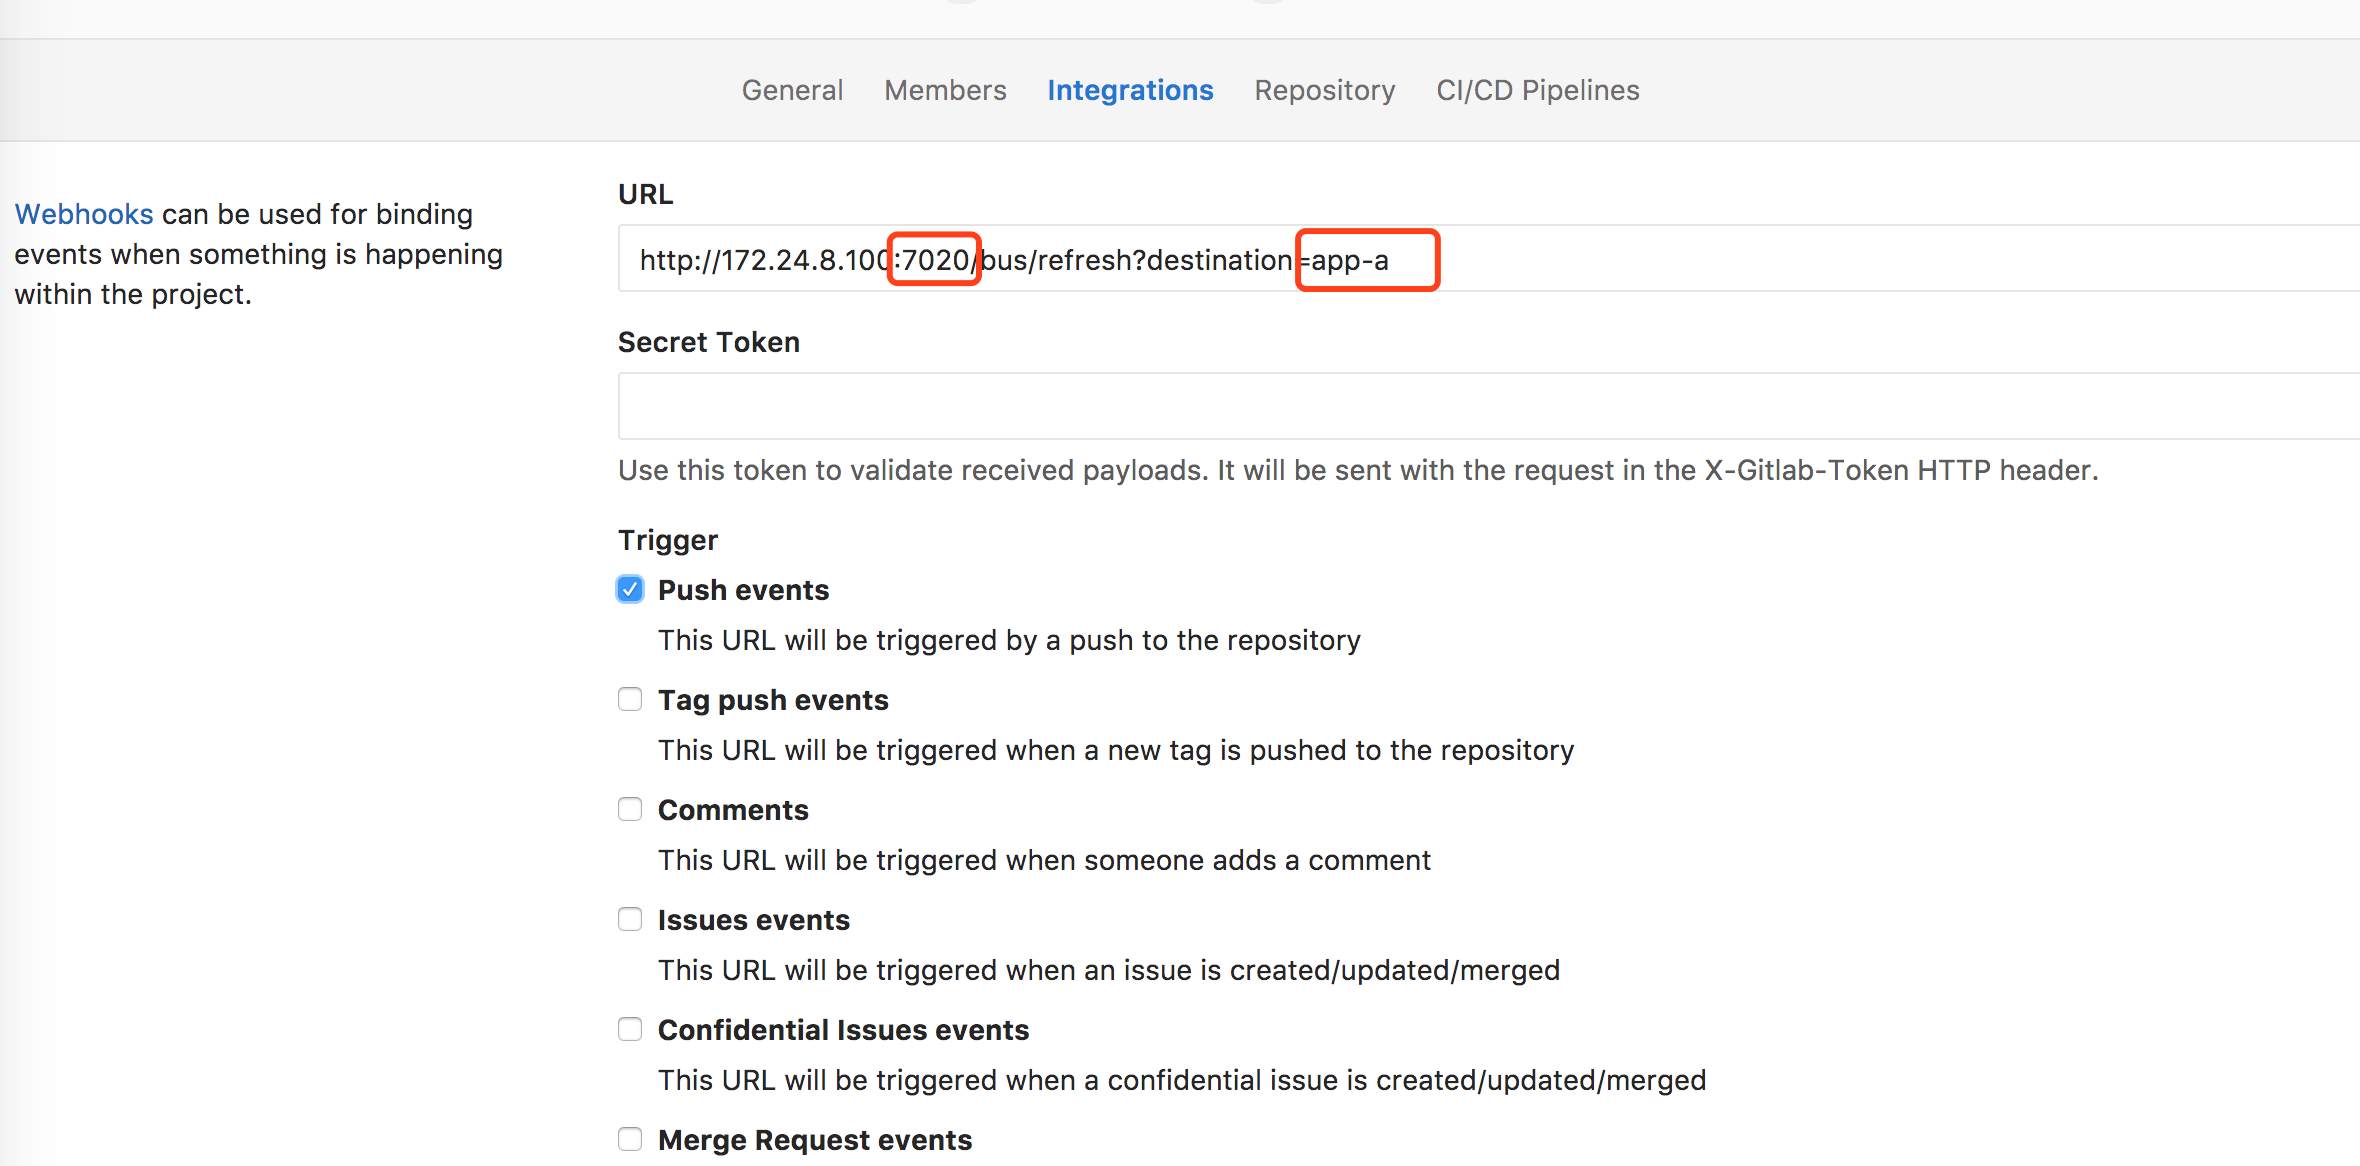 General Members Integrations Repository CI/CD Pipelines
Webhooks can be used for binding
events when something is happening
within the project.
URL
http://172.24.8.100:7020/bus/refresh?destination=app-a
Secret Token
Use this token to validate received payloads. It will be sent with the request in the X-Gitlab-Token HTTP header.
Trigger
Push events
This URL will be triggered by a push to the repository
Tag push events
This URL will be triggered when a new tag is pushed to the repository
Comments
This URL will be triggered when someone adds a comment
Issues events
This URL will be triggered when an issue is created/updated/merged
Confidential Issues events
This URL will be triggered when a confidential issue is created/updated/merged
Merge Request events